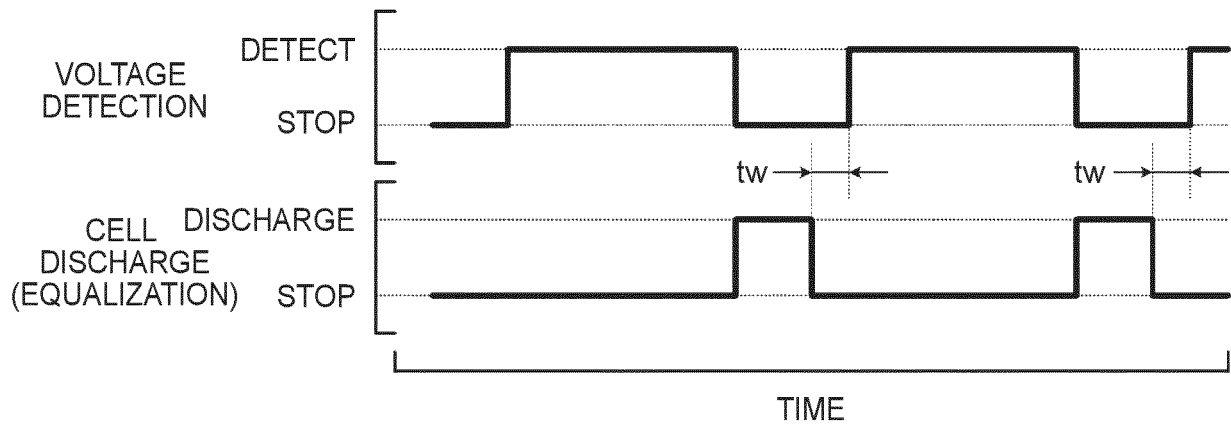 VOLTAGE
DETECTION
DETECT
STOP
tw
tw
CELL
DISCHARGE
(EQUALIZATION)
DISCHARGE
STOP
TIME